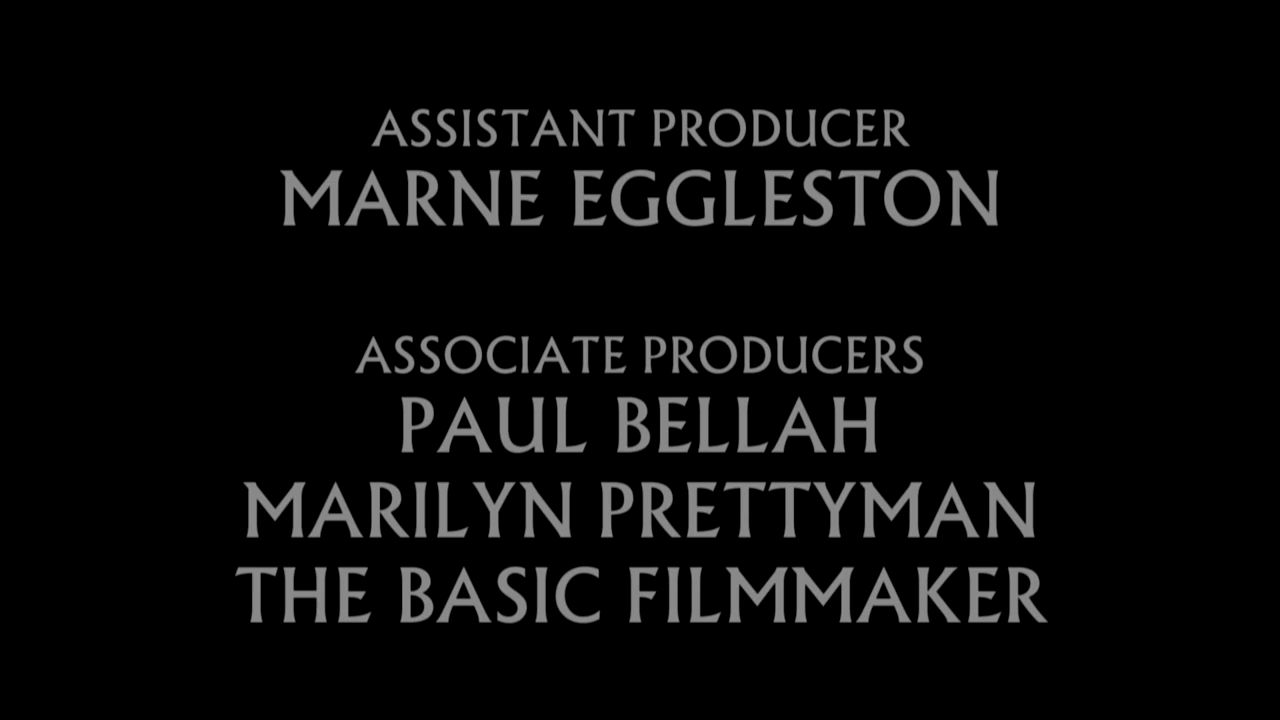 ASSISTANT PRODUCER
MARNE EGGLESTON
ASSOCIATE PRODUCERS
PAUL BELLAH
MARILYN PRETTYMAN
THE BASIC FILMMAKER